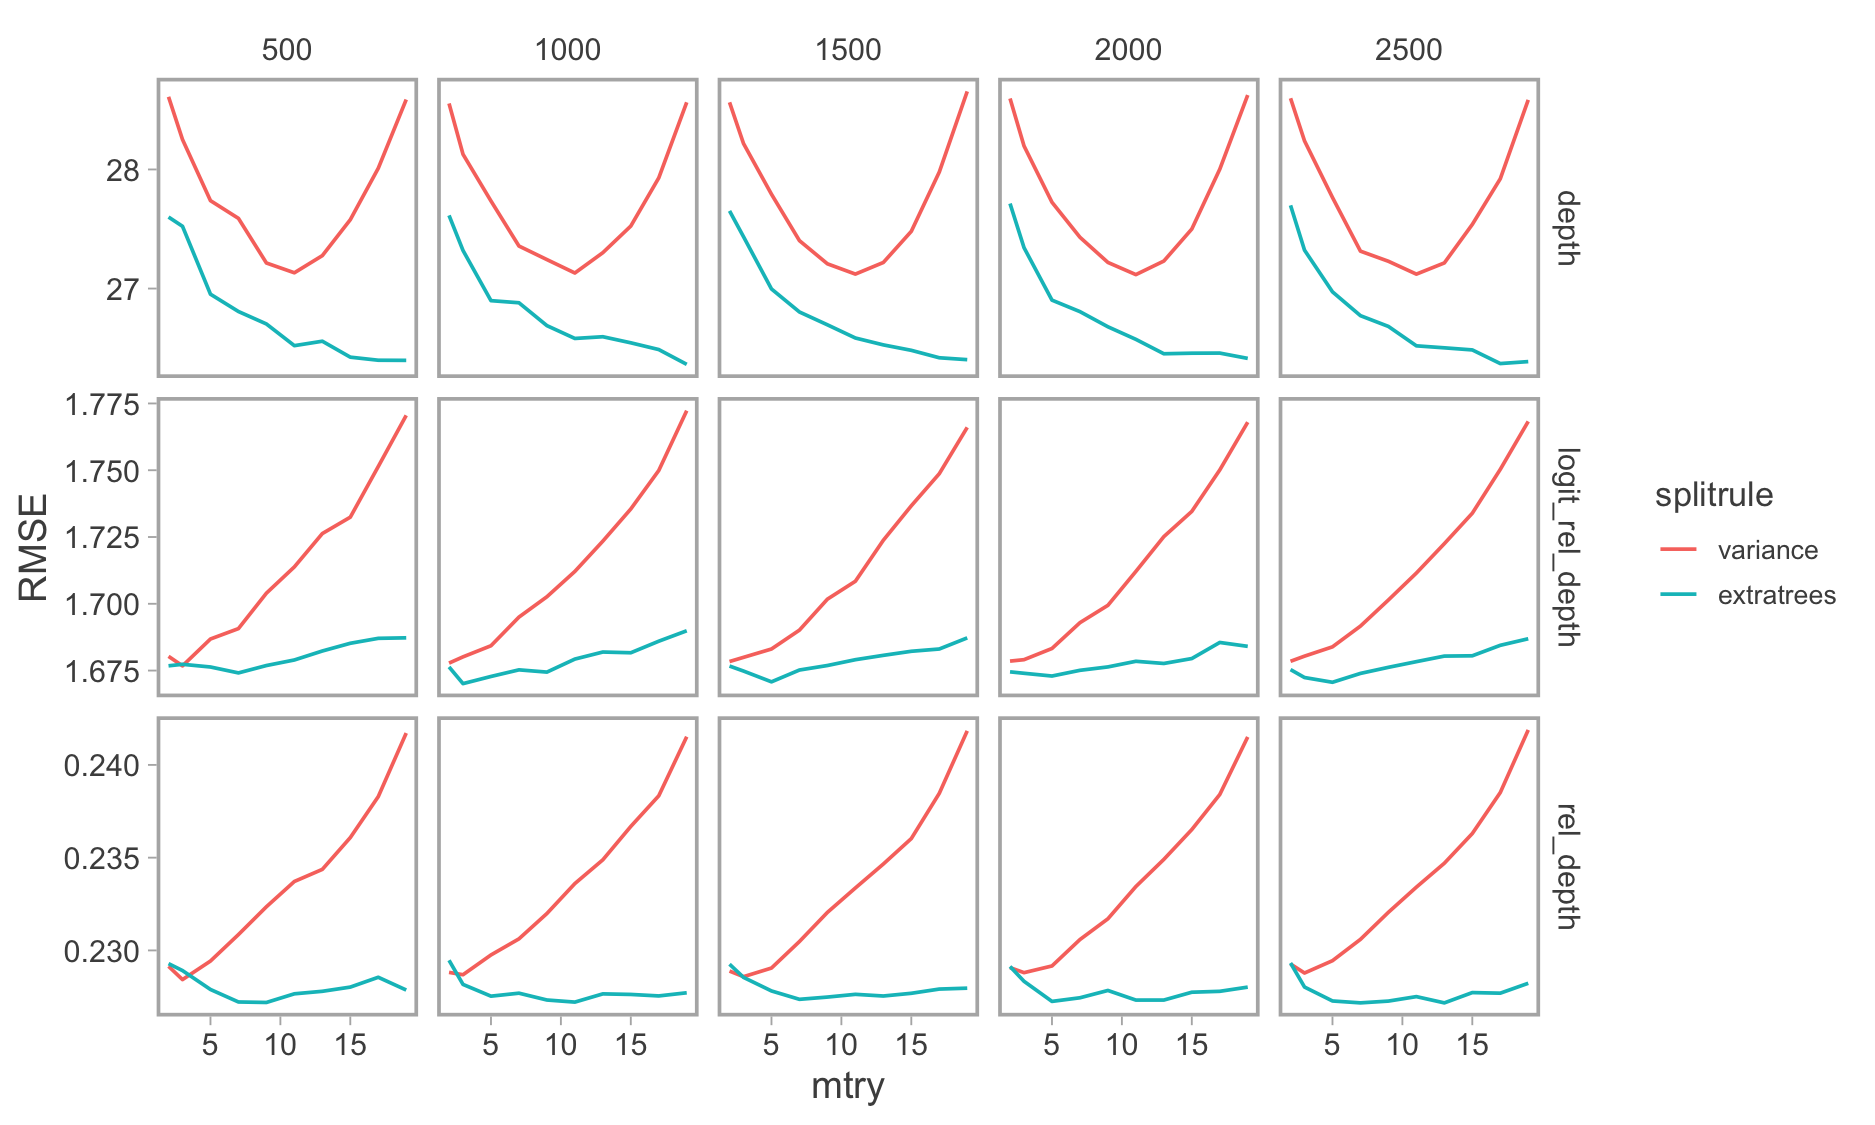 500 1000 1500 2000 2500
28
27
depth
1.775
1.750
1.725
1.700
1.675
logit_rel_depth
0.240
0.235
0.230
rel_depth
5 10 15 5 10 15 5 10 15 5 10 15 5 10 15
mtry
RMSE
splitrule
variance
extratrees